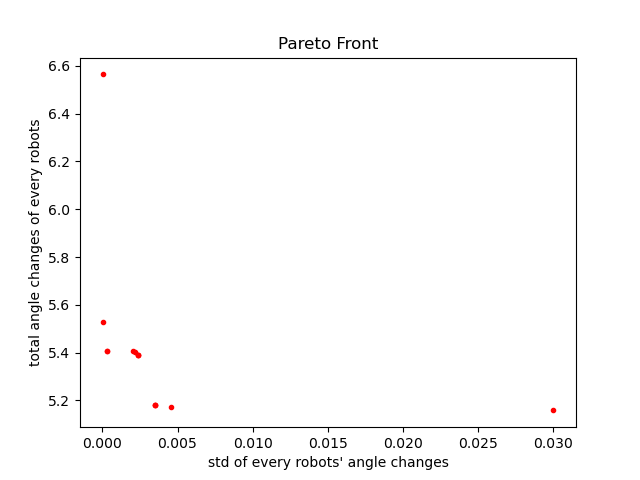 Pareto Front
total angle changes of every robots
6.6
6.4
6.2
6.0
5.8
5.6
5.4
5.2
0.000 0.005 0.010 0.015 0.020 0.025 0.030
std of every robots' angle changes